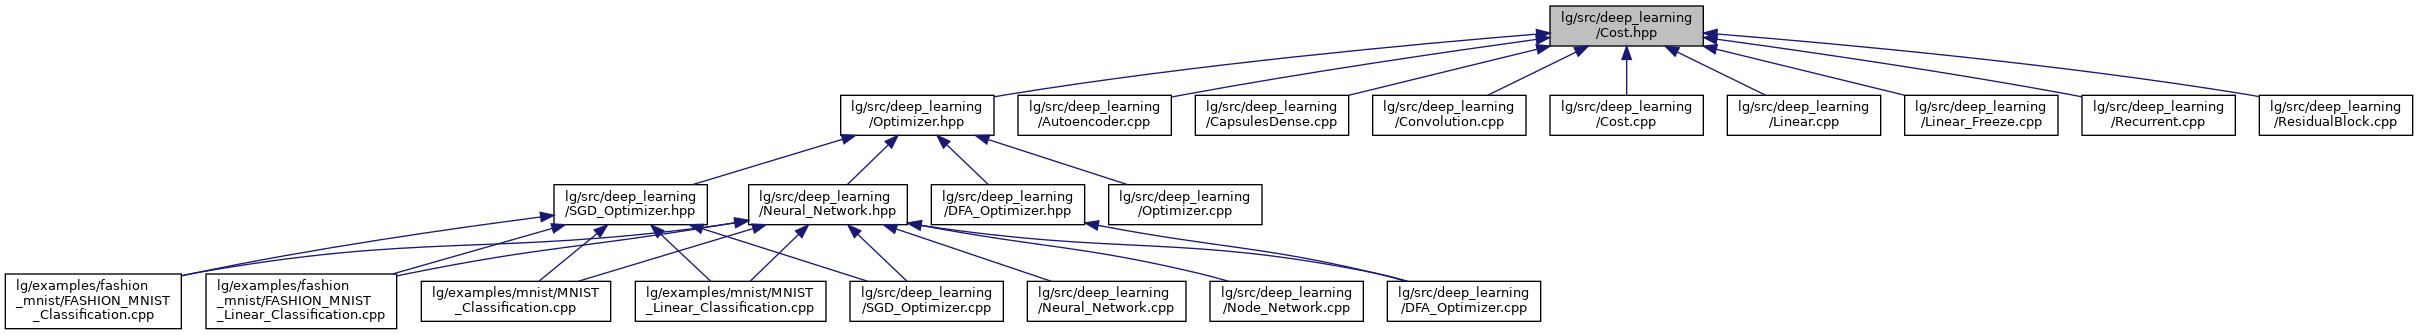 lg/src/deep_learning
/Cost.hpp
lg/src/deep_learning
/Optimizer.hpp
lg/src/deep_learning
/Autoencoder.cpp
lg/src/deep_learning
/CapsulesDense.cpp
lg/src/deep_learning
/Convolution.cpp
lg/src/deep_learning
/Cost.cpp
lg/src/deep_learning
/Linear.cpp
lg/src/deep_learning
/Linear_Freeze.cpp
lg/src/deep_learning
/Recurrent.cpp
lg/src/deep_learning
/ResidualBlock.cpp
lg/src/deep_learning
/SGD_Optimizer.hpp
lg/src/deep_learning
/Neural_Network.hpp
lg/src/deep_learning
/DFA_Optimizer.hpp
lg/src/deep_learning
/Optimizer.cpp
lg/examples/fashion
_mnist/FASHION_MNIST
_Classification.cpp
lg/examples/fashion
_mnist/FASHION_MNIST
_Linear_Classification.cpp
lg/examples/mnist/MNIST
_Classification.cpp
lg/examples/mnist/MNIST
_Linear_Classification.cpp
lg/src/deep_learning
/SGD_Optimizer.cpp
lg/src/deep_learning
/Neural_Network.cpp
lg/src/deep_learning
/Node_Network.cpp
lg/src/deep_learning
/DFA_Optimizer.cpp